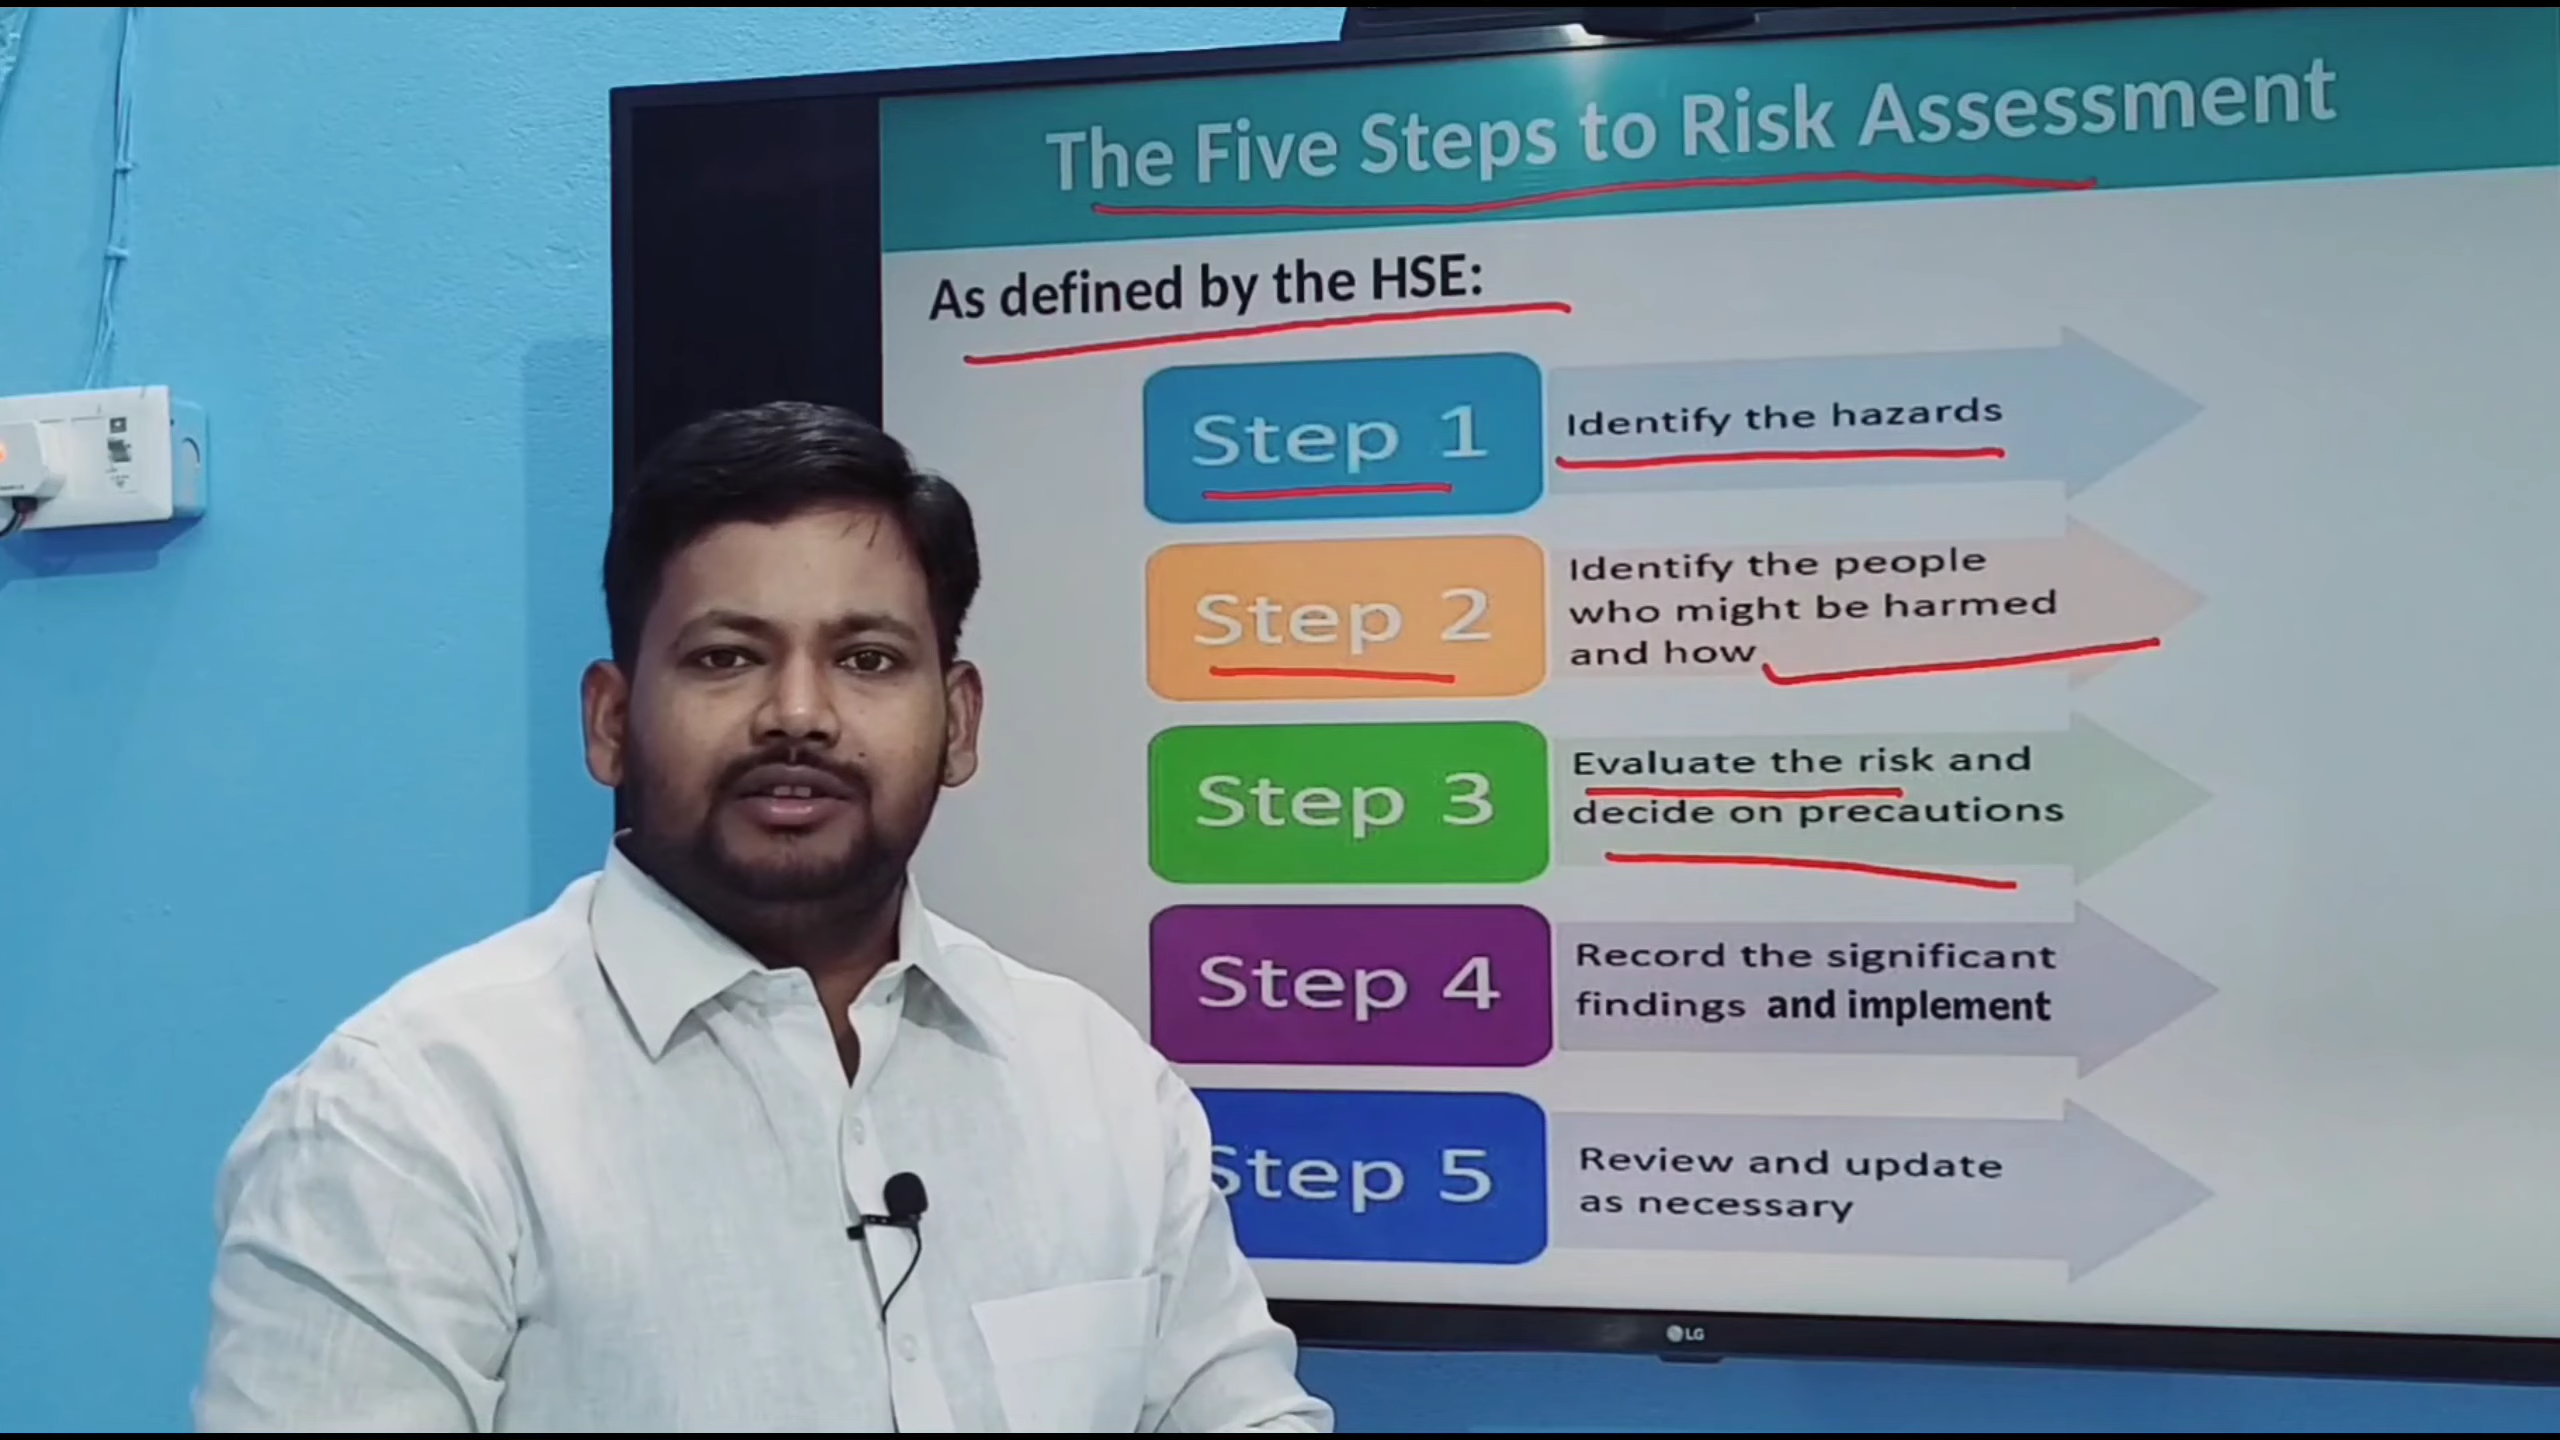 The Five Steps to Risk Assessment
As defined by the HSE:
Step 1
Identify the hazards
Step 2
Identify the people
who might be harmed
and how
Step 3
Evaluate the risk and
decide on precautions
Step 4
Record the significant
findings and implement
Step 5
Review and update
as necessary
LG